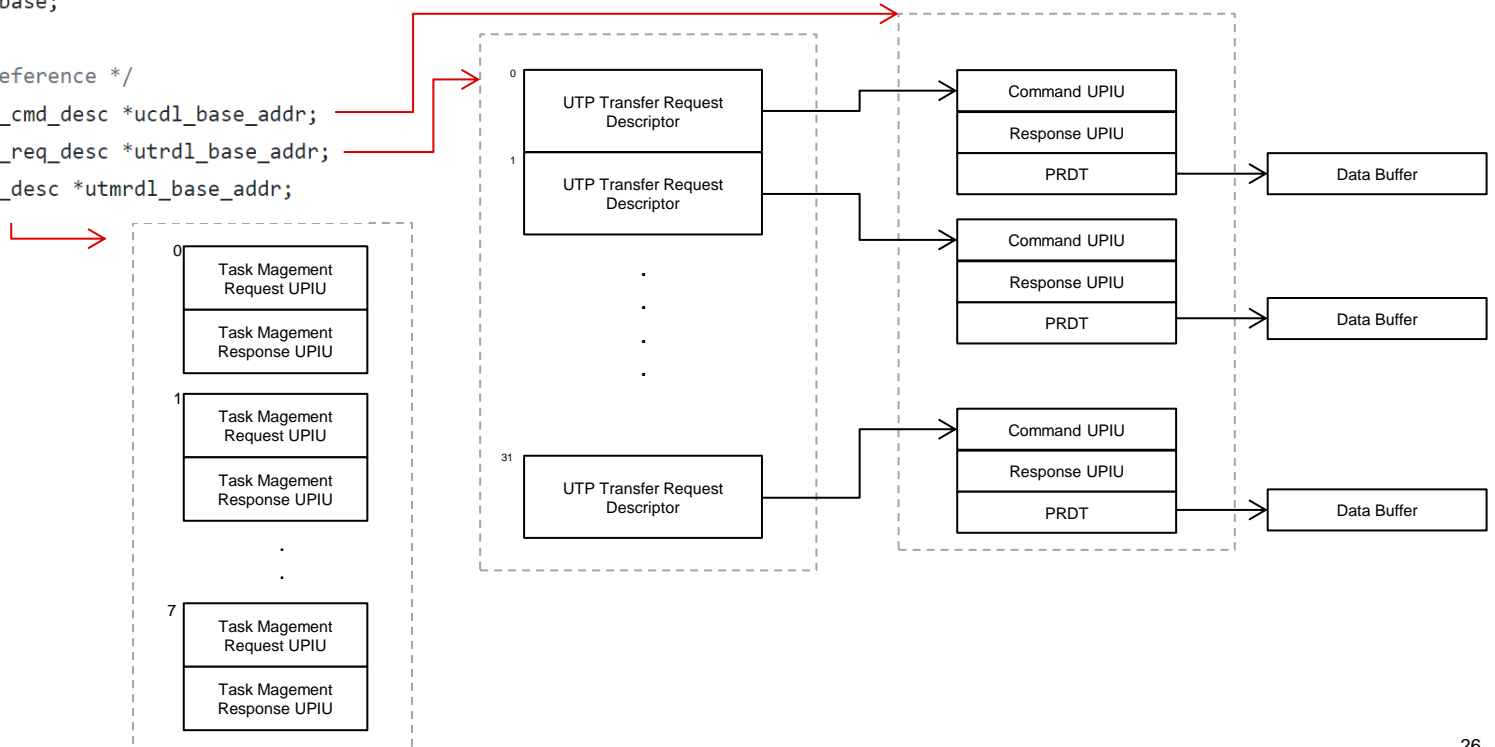 base;
eference */
_cmd_desc *ucdl_base_addr;
_req_desc *utrdl_base_addr;
_desc *utmrdl_base_addr;
0
Task Magement
Request UPIU
Task Magement
Response UPIU
1
Task Magement
Request UPIU
Task Magement
Response UPIU
.
.
7
Task Magement
Request UPIU
Task Magement
Response UPIU
0
UTP Transfer Request
Descriptor
1
UTP Transfer Request
Descriptor
.
.
.
.
31
UTP Transfer Request
Descriptor
Command UPIU
Response UPIU
PRDT
Data Buffer
Command UPIU
Response UPIU
PRDT
Data Buffer
Command UPIU
Response UPIU
PRDT
Data Buffer
26